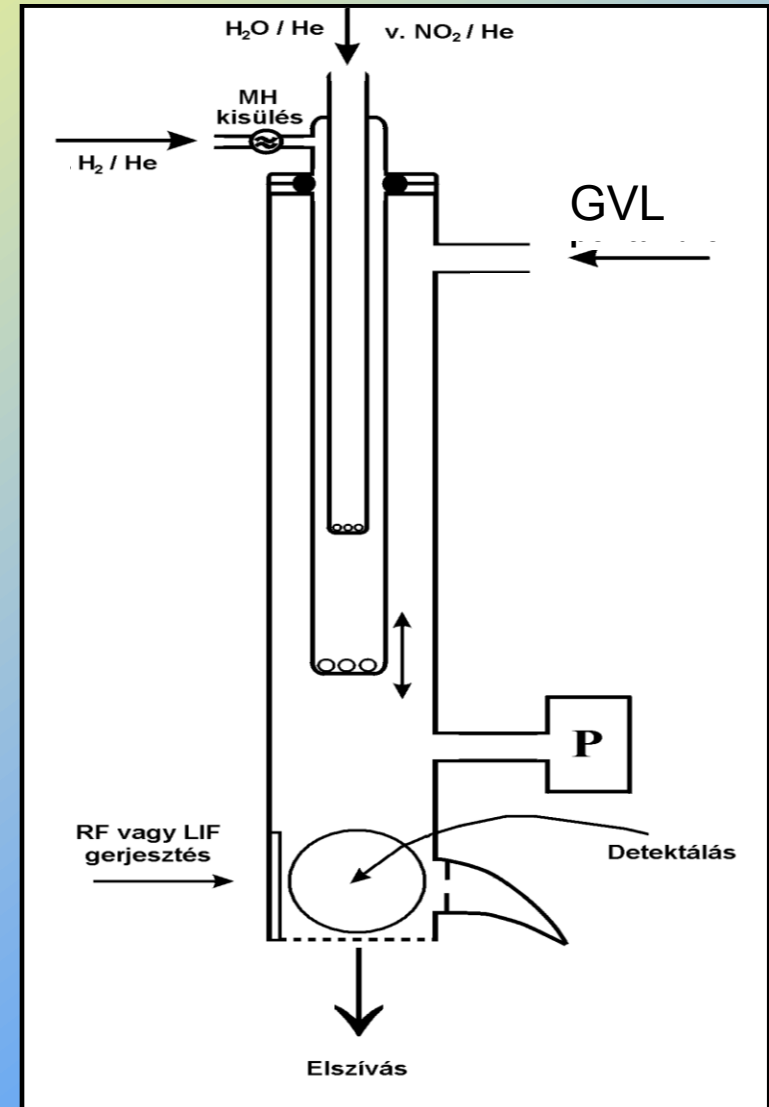 H₂O / He v. NO₂ / He
MH
kisülés
H₂ / He
GVL
P
RF vagy LIF
gerjesztés
Detektálás
Elszívás